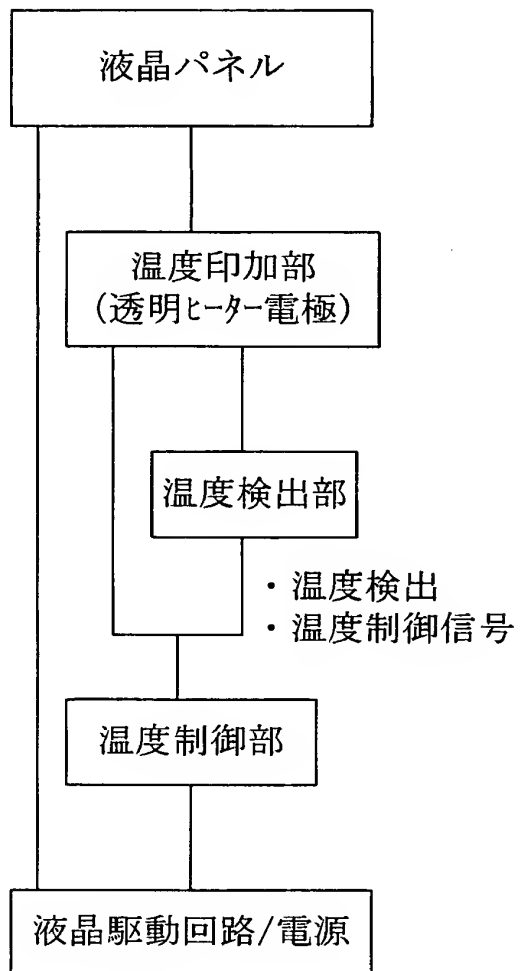 液晶パネル
温度印加部
(透明ヒーター電極)
温度検出部
・温度検出
・温度制御信号
温度制御部
液晶駆動回路/電源